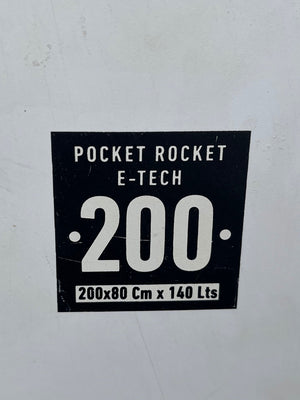 POCKET ROCKET
E-TECH
• 200 •
200x80 Cm x 140 Lts